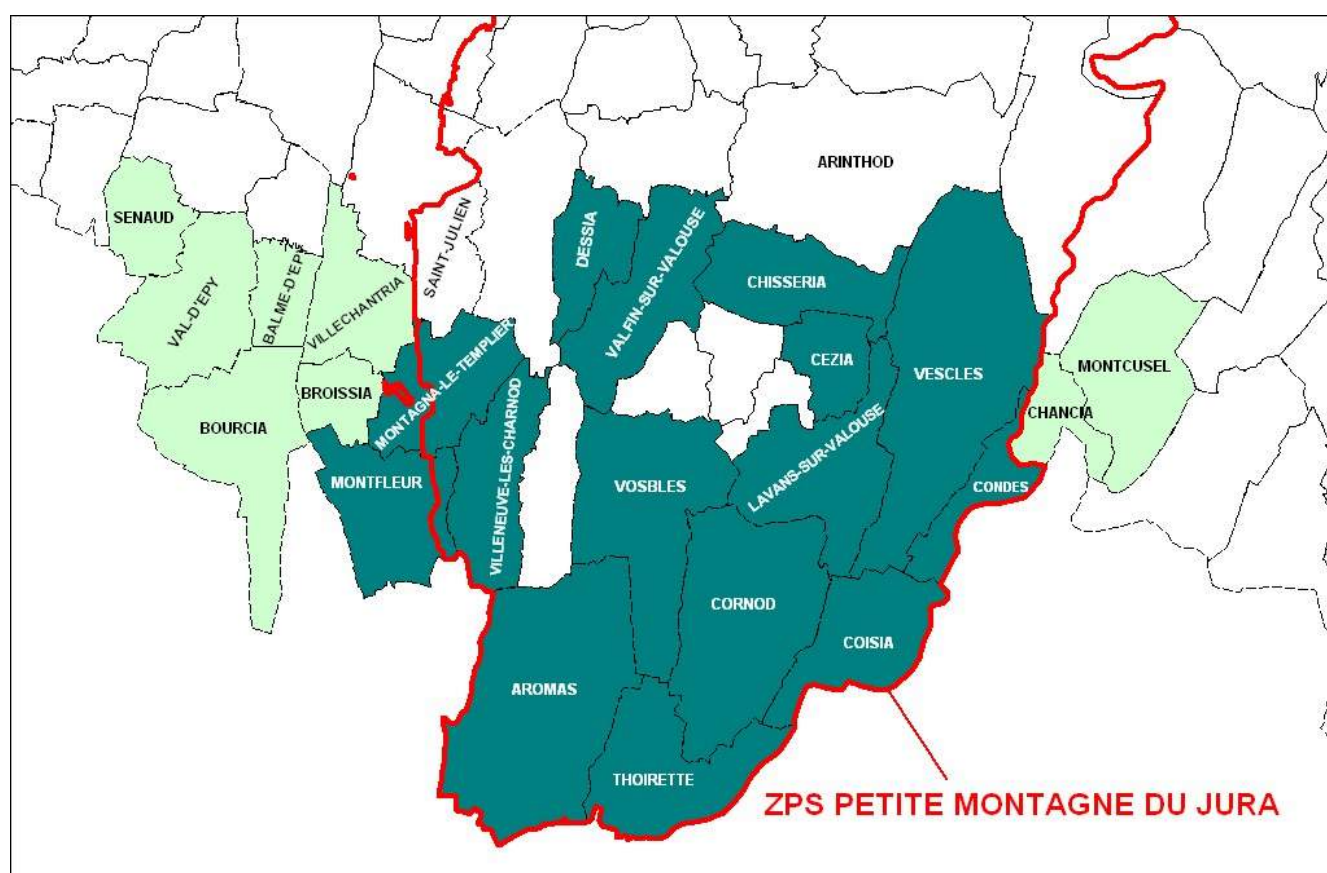 ARINTHOD
SENAUD
SAINT-JULIEN
DESSIA
VALFIN-SUR-VALOUSE
VAL-D'EPY
BALME-D'EPY
VILLECHANTRIA
CHISSERIA
CEZIA
VESCLES
MONTCUSEL
BROISSIA
MONTAGNA-LE-TEMPLIER
CHANCIA
BOURCIA
MONTFLEUR
VILLENEUVE-LES-CHARNOD
VOSBLES
LAVANS-SUR-VALOUSE
CONDES
CORNOD
COISIA
AROMAS
THOIRETTE
ZPS PETITE MONTAGNE DU JURA